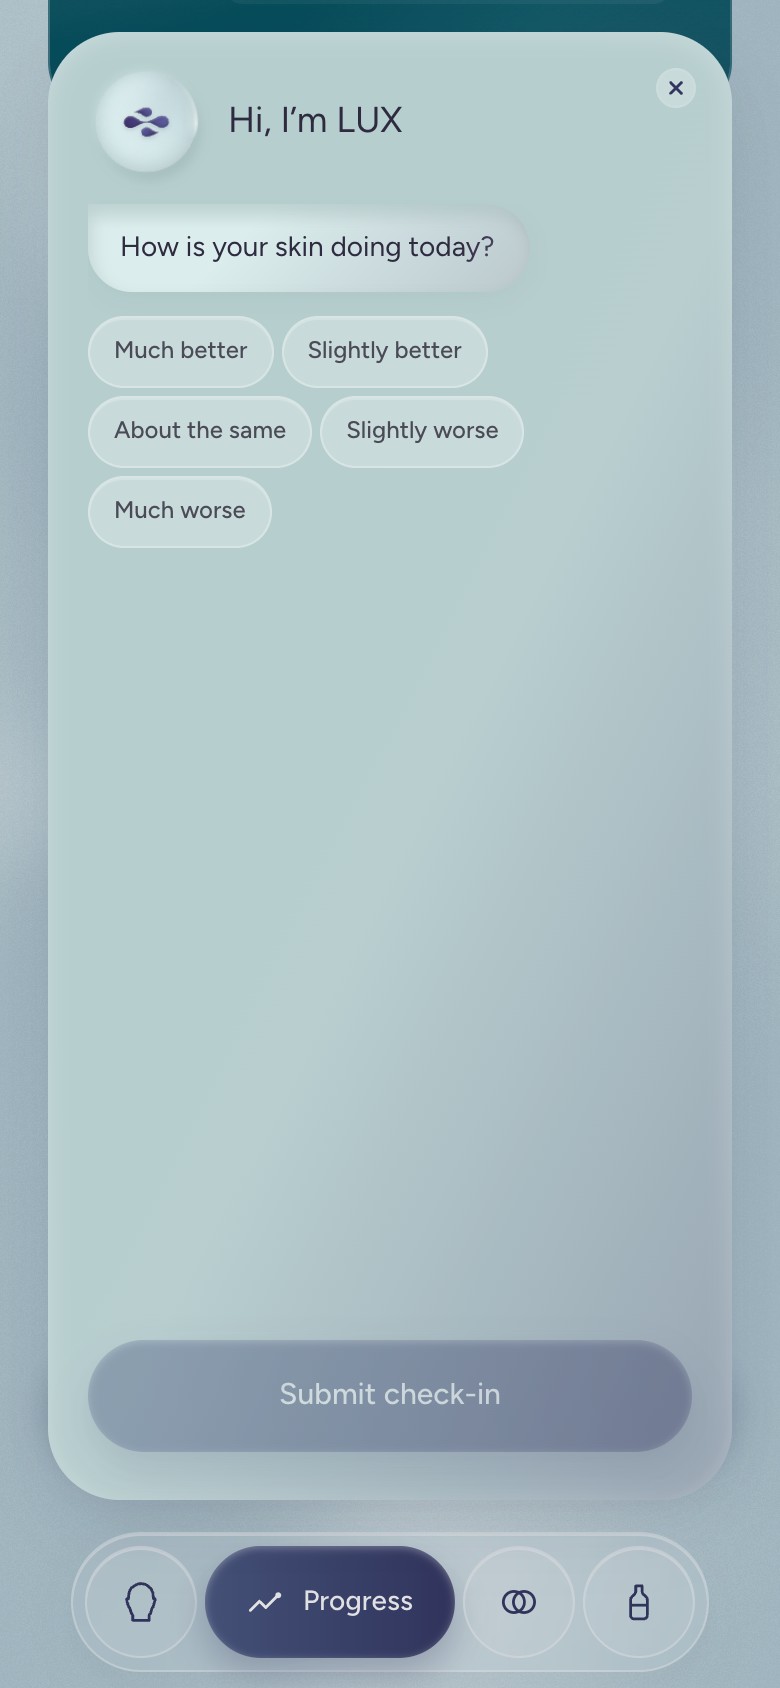 Hi, I’m LUX
How is your skin doing today?
Much better
Slightly better
About the same
Slightly worse
Much worse
Submit check-in
Progress